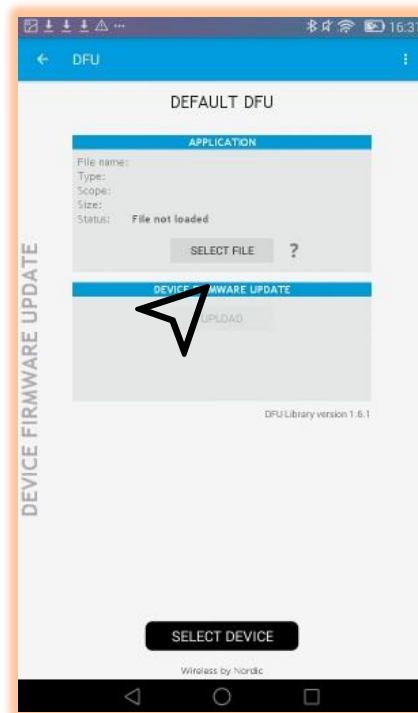 16:31
DFU
DEFAULT DFU
APPLICATION
File name:
Type:
Scope:
Size:
Status: File not loaded
SELECT FILE ?
DEVICE FIRMWARE UPDATE
UPLOAD
DFU Library version 1.6.1
DEVICE FIRMWARE UPDATE
SELECT DEVICE
Wireless by Nordic